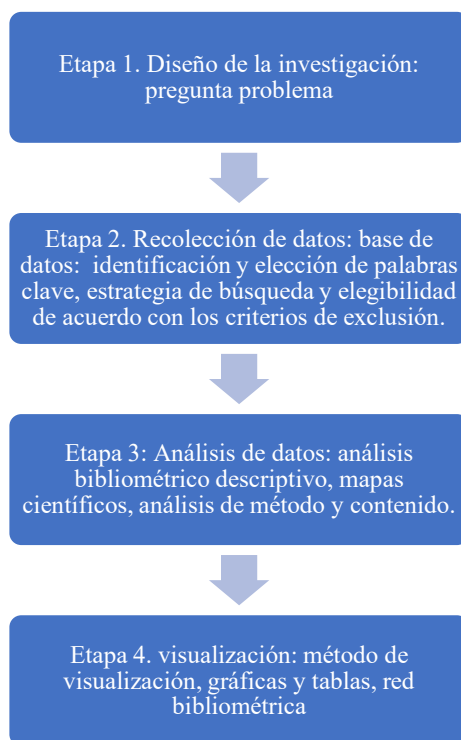 Etapa 1. Diseño de la investigación:
pregunta problema
Etapa 2. Recolección de datos: base de
datos: identificación y elección de palabras
clave, estrategia de búsqueda y elegibilidad
de acuerdo con los criterios de exclusión.
Etapa 3: Análisis de datos: análisis
bibliométrico descriptivo, mapas
científicos, análisis de método y contenido.
Etapa 4. visualización: método de
visualización, gráficas y tablas, red
bibliométrica